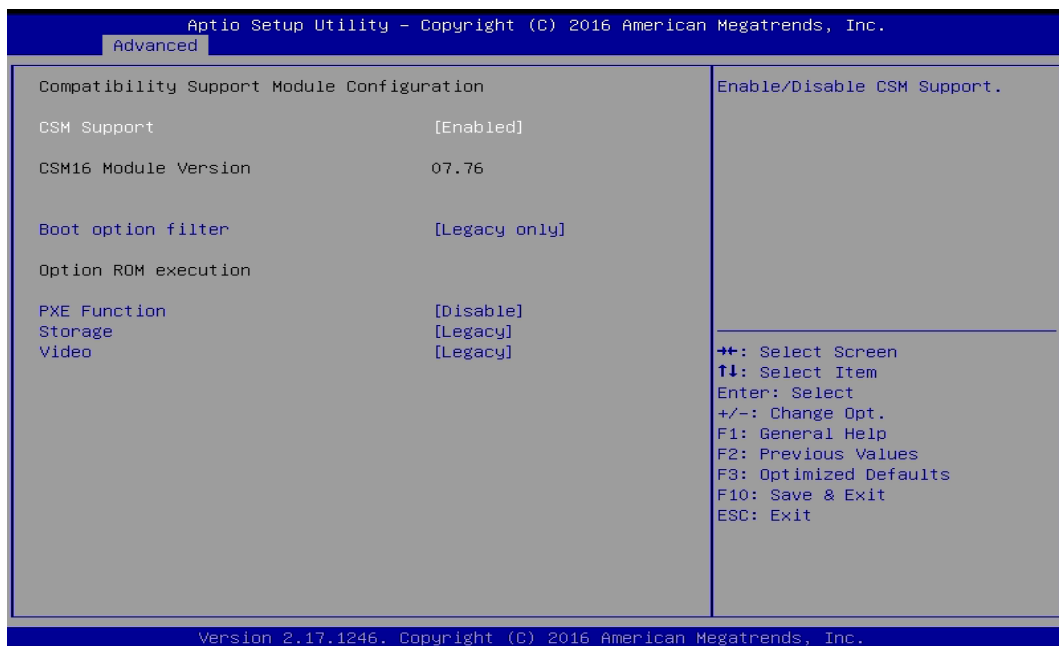 Aptio Setup Utility – Copyright (C) 2016 American Megatrends, Inc.
Advanced
Compatibility Support Module Configuration
CSM Support [Enabled]
CSM16 Module Version 07.76
Boot option filter [Legacy only]
Option ROM execution
PXE Function [Disable]
Storage [Legacy]
Video [Legacy]
Enable/Disable CSM Support.
→←: Select Screen
↑↓: Select Item
Enter: Select
+/-: Change Opt.
F1: General Help
F2: Previous Values
F3: Optimized Defaults
F10: Save & Exit
ESC: Exit
Version 2.17.1246. Copyright (C) 2016 American Megatrends, Inc.